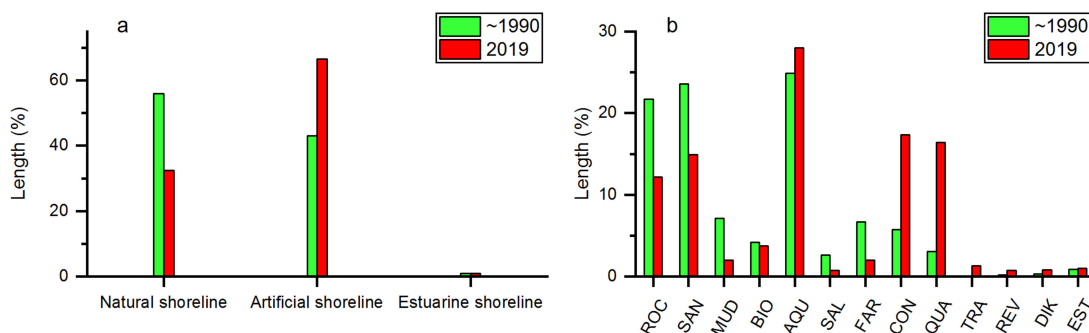 a
~1990
2019
Length (%)
60
40
20
0
Natural shoreline Artificial shoreline Estuarine shoreline
b
~1990
2019
Length (%)
30
20
10
0
ROC SAN MUD BIO AQU SAL FAR CON QUA TRA REV DIK EST